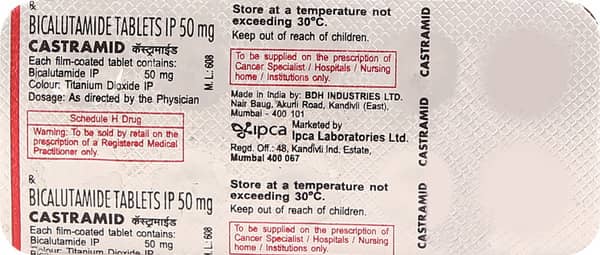 ℞
BICALUTAMIDE TABLETS IP 50 mg
CASTRAMID कॅस्ट्रामाईड
Each film-coated tablet contains:
Bicalutamide IP 50 mg
Colour: Titanium Dioxide IP
Dosage: As directed by the Physician
Schedule H Drug
Warning: To be sold by retail on the
prescription of a Registered Medical
Practitioner only.
M.L: 608
Store at a temperature not
exceeding 30°C.
Keep out of reach of children.
To be supplied on the prescription of
Cancer Specialist / Hospitals / Nursing
home / Institutions only.
Made in India by: BDH INDUSTRIES LTD.
Nair Baug, Akurli Road, Kandivli (East),
Mumbai - 400 101
ipca Marketed by
Ipca Laboratories Ltd.
Regd. Off.: 48, Kandivli Ind. Estate,
Mumbai 400 067
CASTRAMID
CASTRAMID
℞
BICALUTAMIDE TABLETS IP 50 mg
CASTRAMID कॅस्ट्रामाईड
Each film-coated tablet contains:
Bicalutamide IP 50 mg
Colour: Titanium Dioxide IP
M.L: 608
Store at a temperature not
exceeding 30°C.
Keep out of reach of children.
To be supplied on the prescription of
Cancer Specialist / Hospitals / Nursing
home / Institutions only.
CASTRAMID